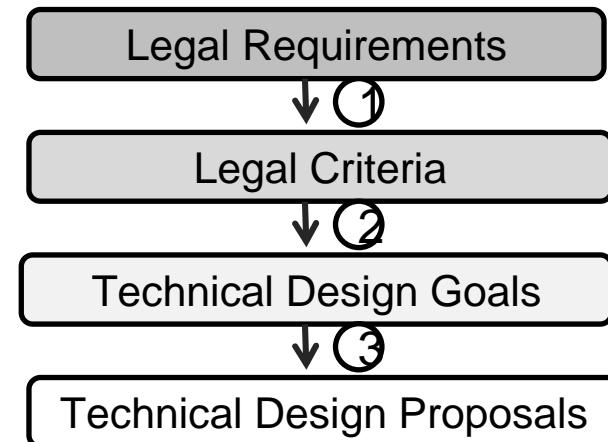 Legal Requirements
1
Legal Criteria
2
Technical Design Goals
3
Technical Design Proposals